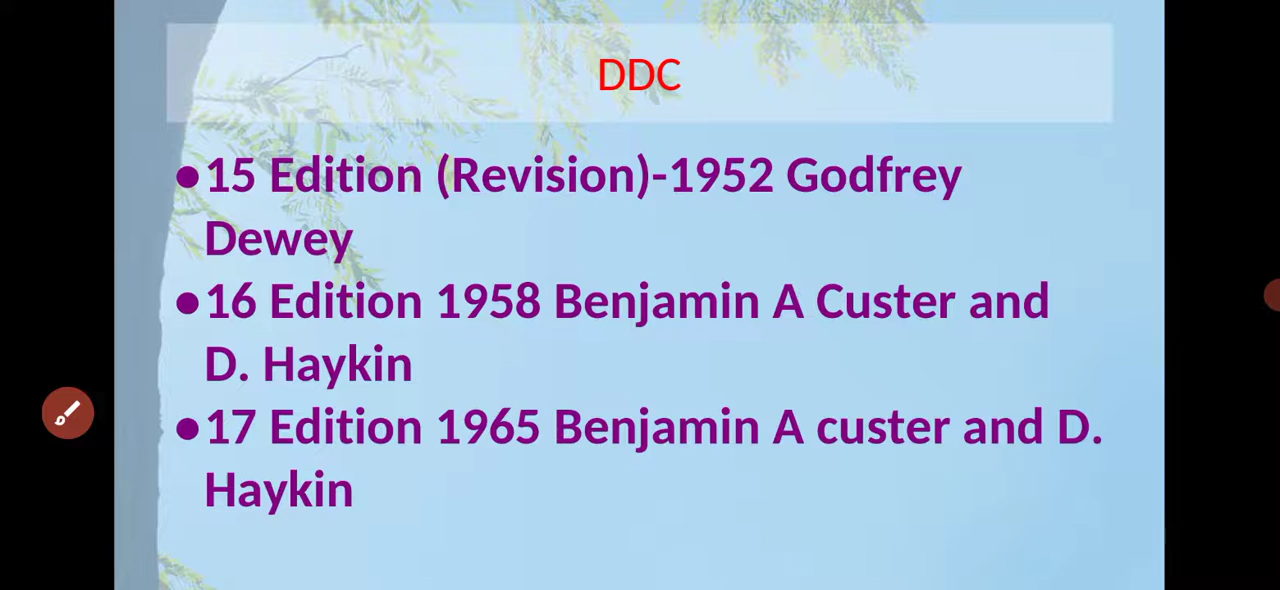 DDC
●15 Edition (Revision)-1952 Godfrey
Dewey
●16 Edition 1958 Benjamin A Custer and
D. Haykin
●17 Edition 1965 Benjamin A custer and D.
Haykin